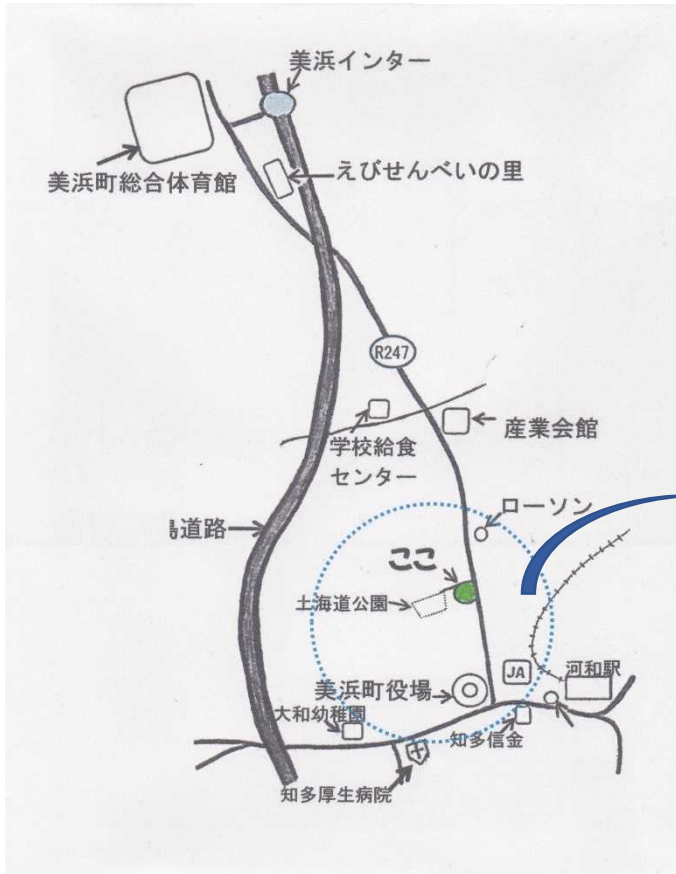 美浜インター
えびせんべいの里
美浜町総合体育館
R247
産業会館
学校給食
センター
ローソン
島道路
ここ
土海道公園
JA
河和駅
美浜町役場
大和幼稚園
知多信金
知多厚生病院